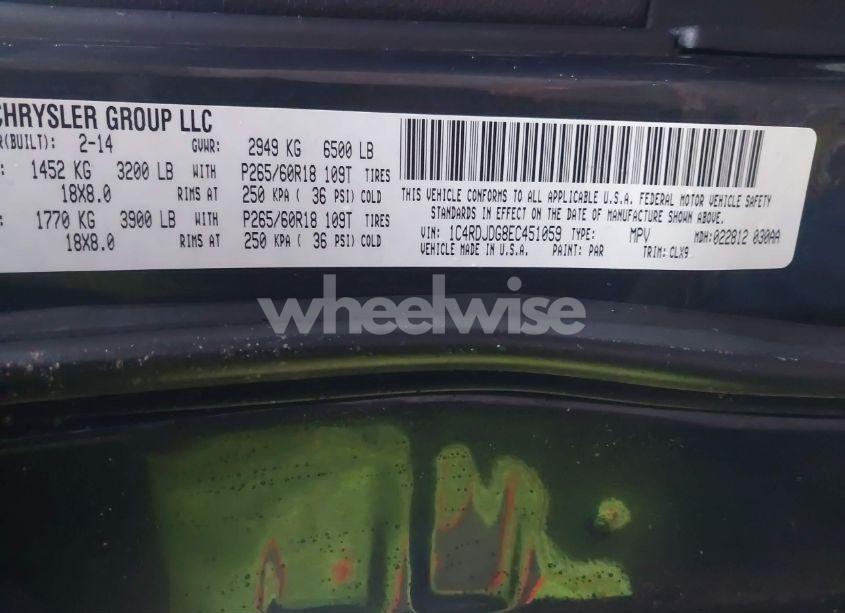 CHRYSLER GROUP LLC
R(BUILT): 2-14 GVWR: 2949 KG 6500 LB
1452 KG 3200 LB WITH P265/60R18 109T TIRES
18X8.0 RIMS AT 250 KPA ( 36 PSI) COLD
1770 KG 3900 LB WITH P265/60R18 109T TIRES
18X8.0 RIMS AT 250 KPA ( 36 PSI) COLD
THIS VEHICLE CONFORMS TO ALL APPLICABLE U.S.A. FEDERAL MOTOR VEHICLE SAFETY
STANDARDS IN EFFECT ON THE DATE OF MANUFACTURE SHOWN ABOVE.
VIN: 1C4RDJDG8EC451059 TYPE: MPV MDH: 022812 030AA
VEHICLE MADE IN U.S.A. PAINT: PAR TRIM: CLX9
wheelwise